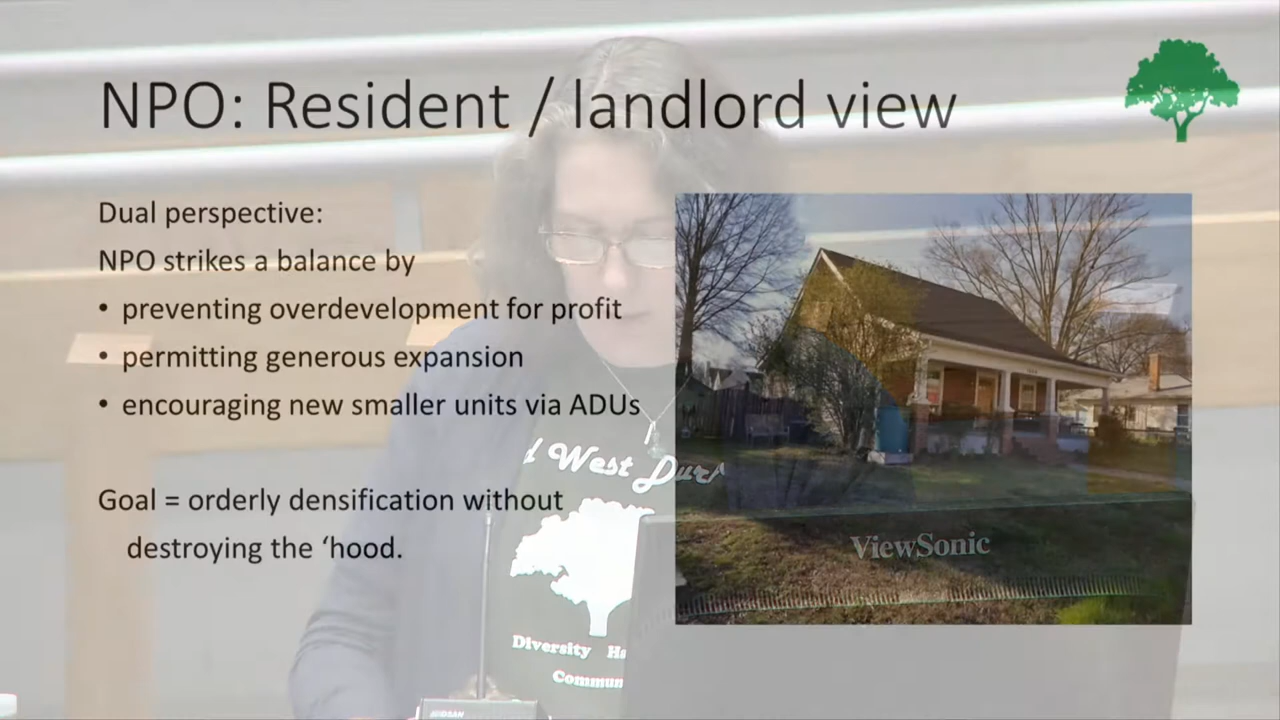 NPO: Resident / landlord view
Dual perspective:
NPO strikes a balance by
• preventing overdevelopment for profit
• permitting generous expansion
• encouraging new smaller units via ADUs
Goal = orderly densification without
destroying the ‘hood.
West
Diversity
ViewSonic